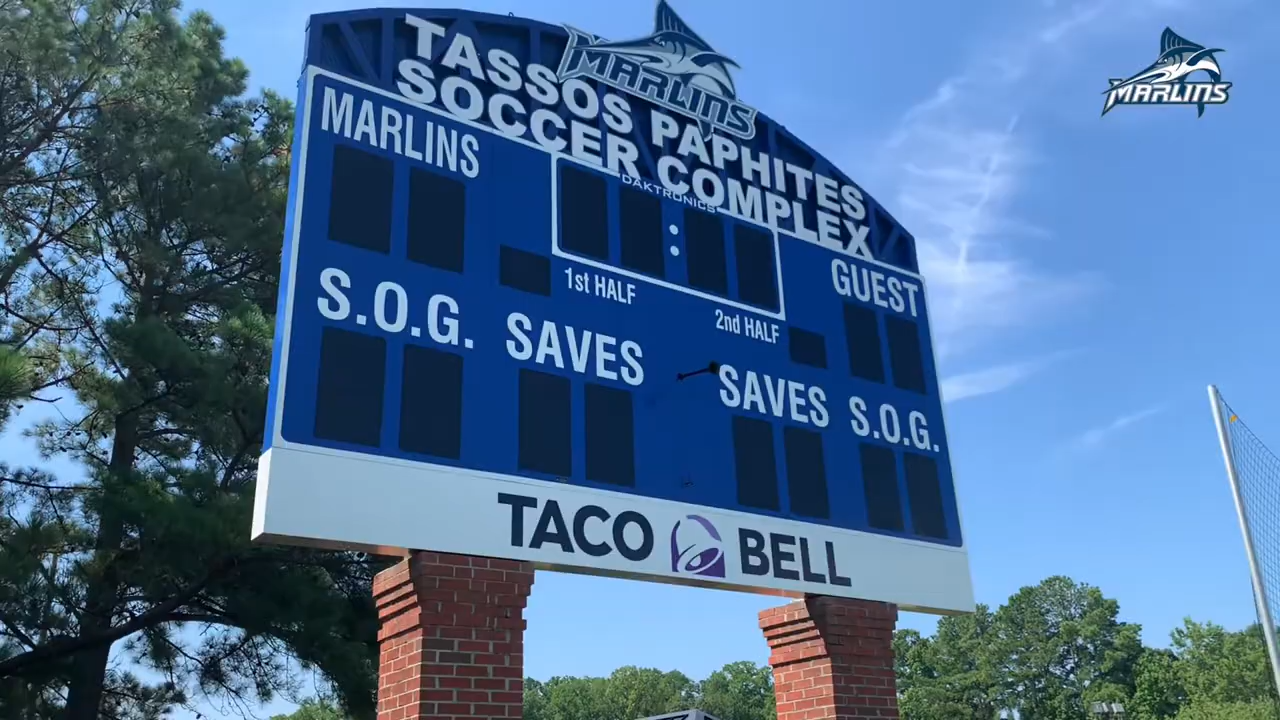 MARLINS
TASSOS PAPHITES
SOCCER COMPLEX
MARLINS
DAKTRONICS
:
GUEST
1st HALF
2nd HALF
S.O.G. SAVES
SAVES S.O.G.
TACO BELL
MARLINS